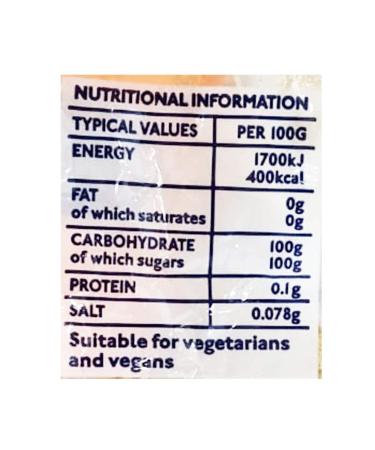 NUTRITIONAL INFORMATION
TYPICAL VALUES PER 100G
ENERGY 1700kJ
400kcal
FAT 0g
of which saturates 0g
CARBOHYDRATE 100g
of which sugars 100g
PROTEIN 0.1g
SALT 0.078g
Suitable for vegetarians
and vegans